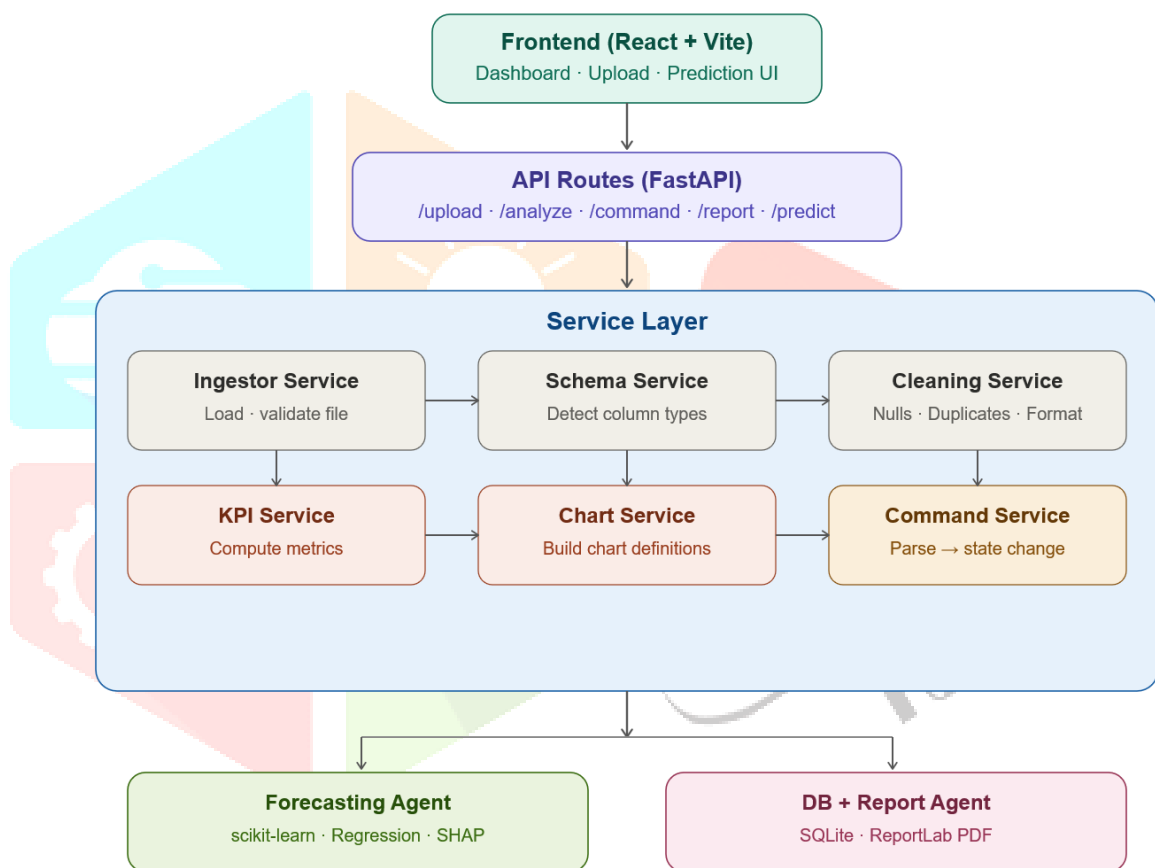 Frontend (React + Vite)
Dashboard · Upload · Prediction UI
API Routes (FastAPI)
/upload · /analyze · /command · /report · /predict
Service Layer
Ingestor Service
Load · validate file
Schema Service
Detect column types
Cleaning Service
Nulls · Duplicates · Format
KPI Service
Compute metrics
Chart Service
Build chart definitions
Command Service
Parse → state change
Forecasting Agent
scikit-learn · Regression · SHAP
DB + Report Agent
SQLite · ReportLab PDF